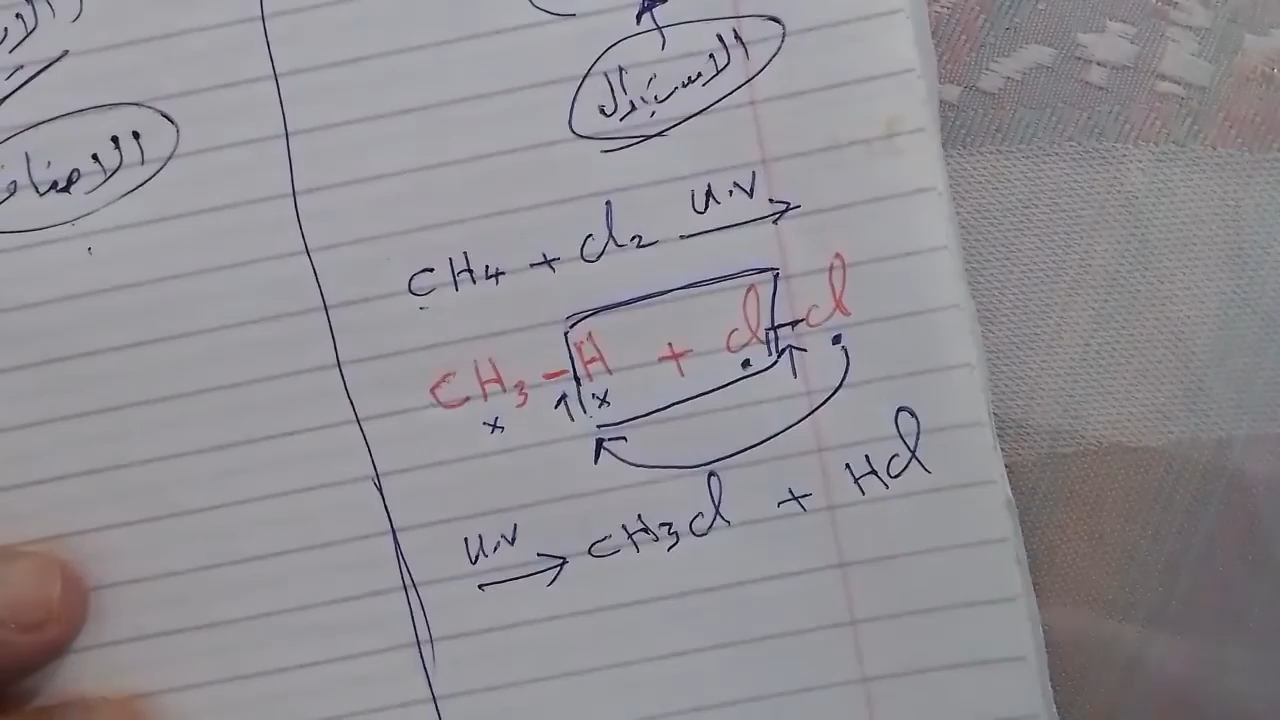 الاستبدال
CH4 + Cl2 U.V →
CH3 - H + Cl - Cl
x x
U.V → CH3Cl + HCl